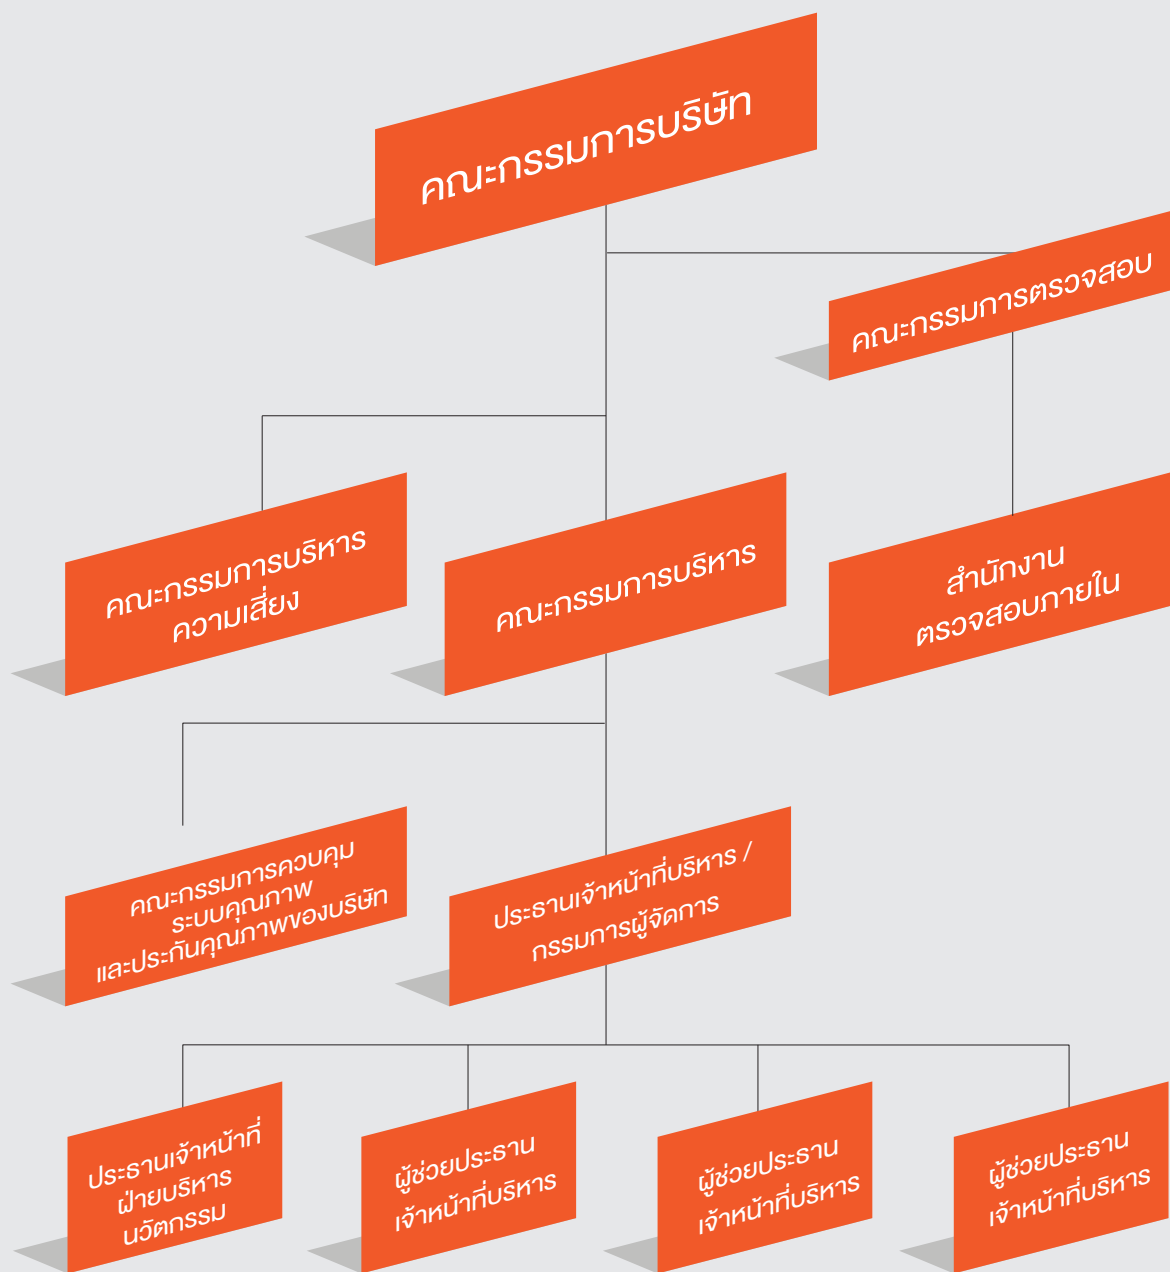 คณะกรรมการบริษัท
คณะกรรมการตรวจสอบ
คณะกรรมการบริหาร
ความเสี่ยง
คณะกรรมการบริหาร
สำนักงาน
ตรวจสอบภายใน
คณะกรรมการควบคุม
ระบบคุณภาพ
และประกันคุณภาพของบริษัท
ประธานเจ้าหน้าที่บริหาร /
กรรมการผู้จัดการ
ประธานเจ้าหน้าที่
ฝ่ายบริหาร
นวัตกรรม
ผู้ช่วยประธาน
เจ้าหน้าที่บริหาร
ผู้ช่วยประธาน
เจ้าหน้าที่บริหาร
ผู้ช่วยประธาน
เจ้าหน้าที่บริหาร